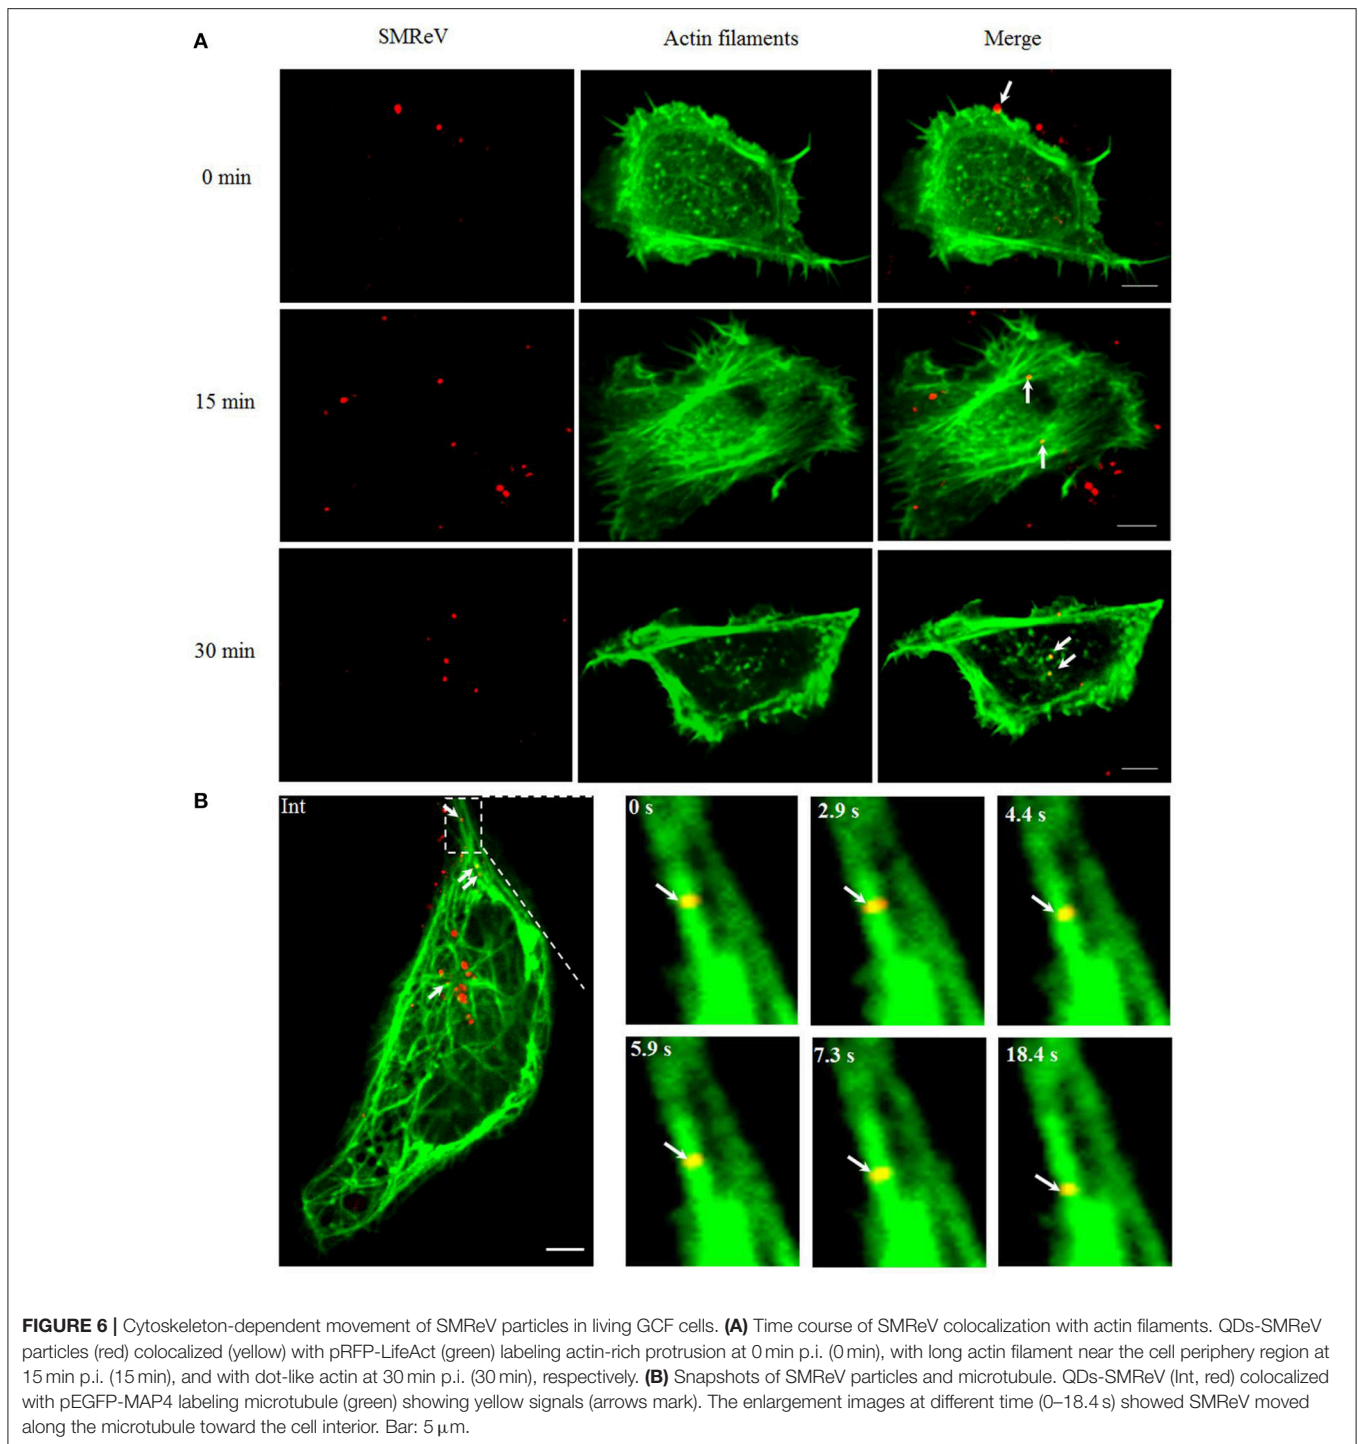 A
SMReV
Actin filaments
Merge
0 min
15 min
30 min
B
Int
0 s
2.9 s
4.4 s
5.9 s
7.3 s
18.4 s
FIGURE 6 | Cytoskeleton-dependent movement of SMReV particles in living GCF cells. (A) Time course of SMReV colocalization with actin filaments. QDs-SMReV
particles (red) colocalized (yellow) with pRFP-LifeAct (green) labeling actin-rich protrusion at 0 min p.i. (0 min), with long actin filament near the cell periphery region at
15 min p.i. (15 min), and with dot-like actin at 30 min p.i. (30 min), respectively. (B) Snapshots of SMReV particles and microtubule. QDs-SMReV (Int, red) colocalized
with pEGFP-MAP4 labeling microtubule (green) showing yellow signals (arrows mark). The enlargement images at different time (0–18.4 s) showed SMReV moved
along the microtubule toward the cell interior. Bar: 5 μm.